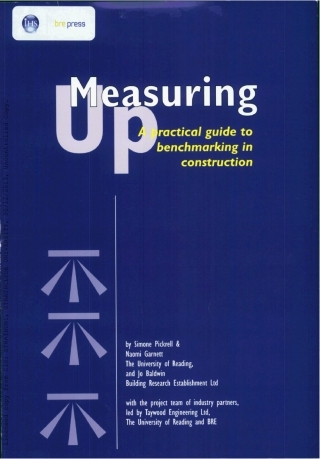 IHS
bre press
Measuring
Up
A practical guide to
benchmarking in
construction
by Simone Pickrell &
Naomi Garnett
The University of Reading,
and Jo Baldwin
Building Research Establishment Ltd
with the project team of industry partners,
led by Taywood Engineering Ltd,
The University of Reading and BRE